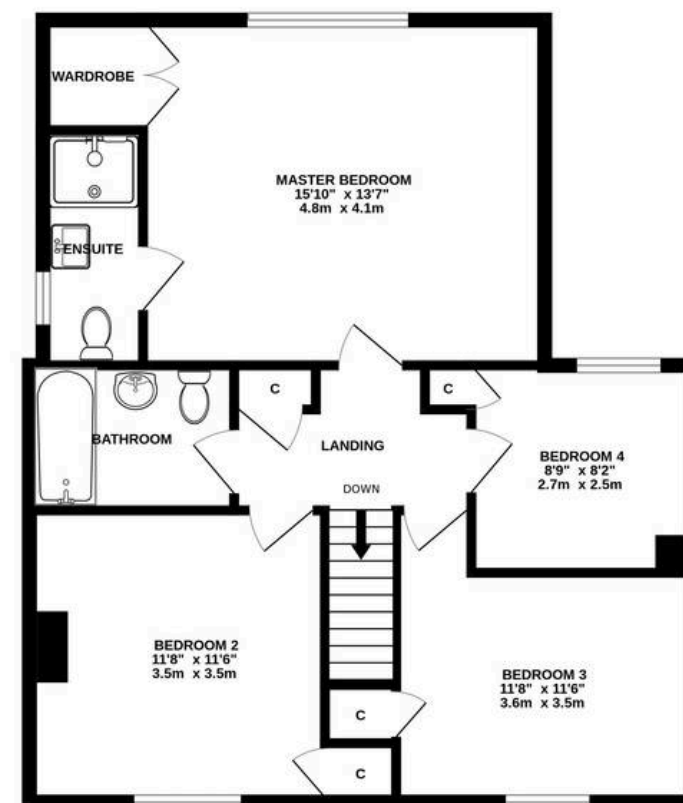 WARDROBE
MASTER BEDROOM
15'10" x 13'7"
4.8m x 4.1m
ENSUITE
C
C
BATHROOM
LANDING
BEDROOM 4
8'9" x 8'2"
2.7m x 2.5m
DOWN
BEDROOM 2
11'8" x 11'6"
3.5m x 3.5m
BEDROOM 3
11'8" x 11'6"
3.6m x 3.5m
C
C